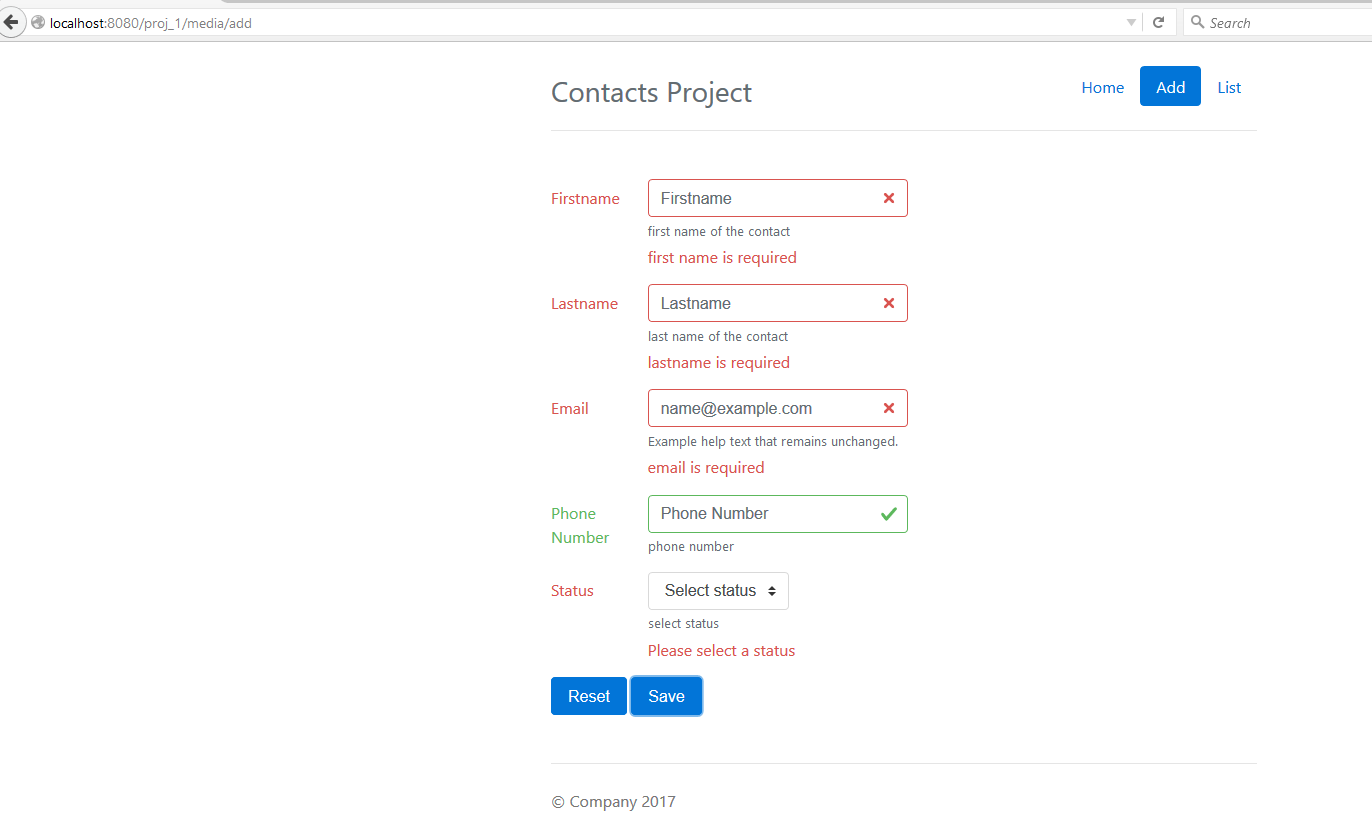 localhost:8080/proj_1/media/add
Search
Contacts Project
Home
Add
List
Firstname
Firstname
first name of the contact
first name is required
Lastname
Lastname
last name of the contact
lastname is required
Email
name@example.com
Example help text that remains unchanged.
email is required
Phone
Number
Phone Number
phone number
Status
Select status
select status
Please select a status
Reset
Save
© Company 2017